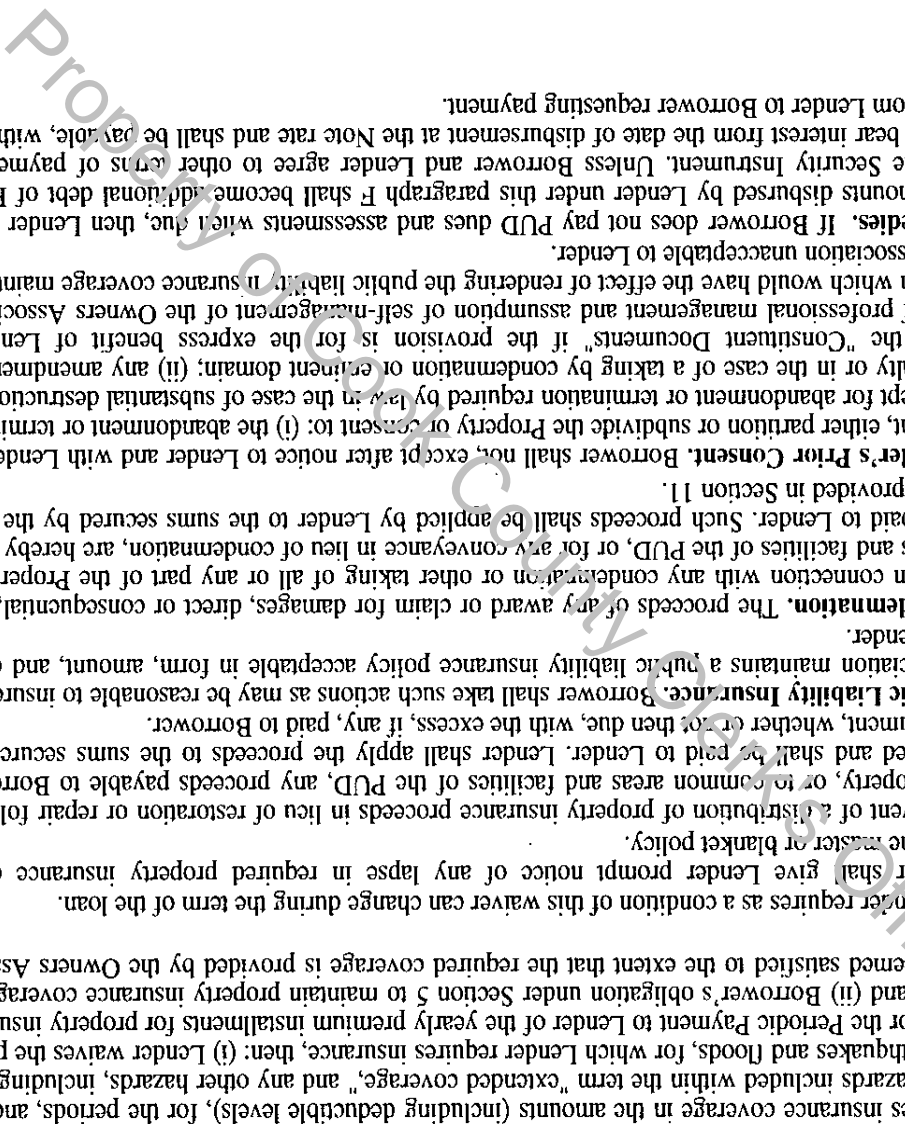 es insurance coverage in the amounts (including deductible levels), for the periods, and
azards included within the term "extended coverage," and any other hazards, including
thquakes and floods, for which Lender requires insurance, then: (i) Lender waives the p
or the Periodic Payment to Lender of the yearly premium installments for property insu
and (ii) Borrower's obligation under Section 5 to maintain property insurance coverag
emed satisfied to the extent that the required coverage is provided by the Owners As
nder requires as a condition of this waiver can change during the term of the loan.
r shall give Lender prompt notice of any lapse in required property insurance
he master or blanket policy.
vent of a distribution of property insurance proceeds in lieu of restoration or repair fol
operty, or to common areas and facilities of the PUD, any proceeds payable to Borro
ed and shall be paid to Lender. Lender shall apply the proceeds to the sums secure
ument, whether or not then due, with the excess, if any, paid to Borrower.
ic Liability Insurance. Borrower shall take such actions as may be reasonable to insure
ciation maintains a public liability insurance policy acceptable in form, amount, and
ender.
demnation. The proceeds of any award or claim for damages, direct or consequential,
n connection with any condemnation or other taking of all or any part of the Proper
s and facilities of the PUD, or for any conveyance in lieu of condemnation, are hereby
paid to Lender. Such proceeds shall be applied by Lender to the sums secured by the
provided in Section 11.
ler's Prior Consent. Borrower shall not, except after notice to Lender and with Lende
nt, either partition or subdivide the Property or consent to: (i) the abandonment or termi
ept for abandonment or termination required by law in the case of substantial destructio
lty or in the case of a taking by condemnation or eminent domain; (ii) any amendmen
the "Constituent Documents" if the provision is for the express benefit of Len
f professional management and assumption of self-management of the Owners Associ
n which would have the effect of rendering the public liability insurance coverage maint
ssociation unacceptable to Lender.
edies. If Borrower does not pay PUD dues and assessments when due, then Lender
mounts disbursed by Lender under this paragraph F shall become additional debt of
e Security Instrument. Unless Borrower and Lender agree to other terms of payme
bear interest from the date of disbursement at the Note rate and shall be payable, with
om Lender to Borrower requesting payment.
Property of Cook County Clerk's Off